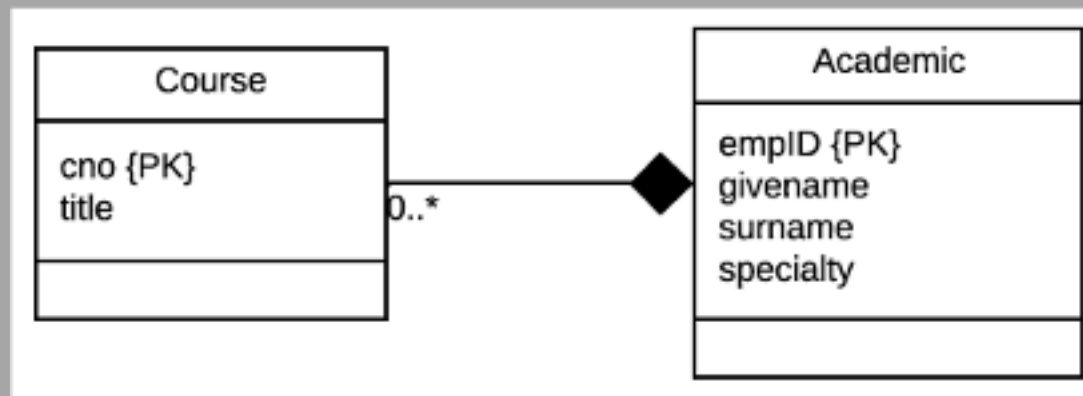 Course
cno {PK}
title
0..*
Academic
empID {PK}
givename
surname
specialty